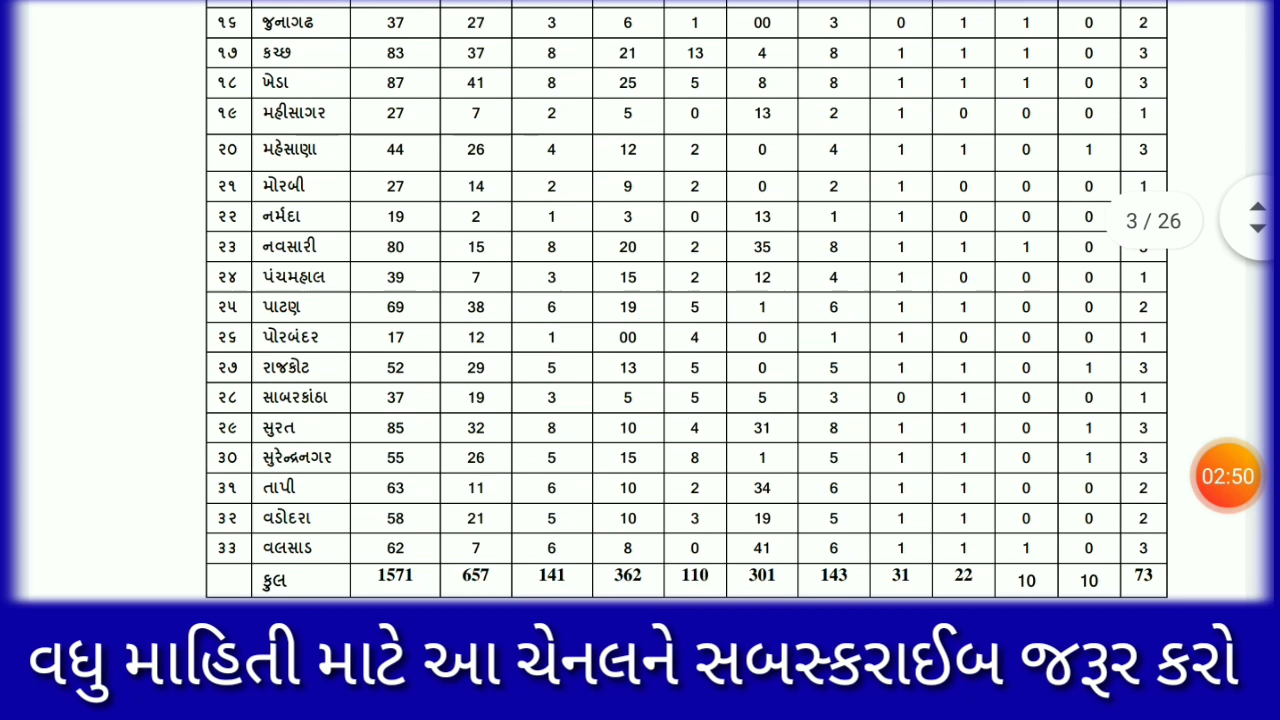 ૧૬ જુનાગઢ 37 27 3 6 1 00 3 0 1 1 0 2
૧૭ કચ્છ 83 37 8 21 13 4 8 1 1 1 0 3
૧૮ ખેડા 87 41 8 25 5 8 8 1 1 1 0 3
૧૯ મહીસાગર 27 7 2 5 0 13 2 1 0 0 0 1
૨૦ મહેસાણા 44 26 4 12 2 0 4 1 1 0 1 3
૨૧ મોરબી 27 14 2 9 2 0 2 1 0 0 0 1
૨૨ નર્મદા 19 2 1 3 0 13 1 1 0 0 0
3 / 26
૨૩ નવસારી 80 15 8 20 2 35 8 1 1 1 0
૨૪ પંચમહાલ 39 7 3 15 2 12 4 1 0 0 0 1
૨૫ પાટણ 69 38 6 19 5 1 6 1 1 0 0 2
૨૬ પોરબંદર 17 12 1 00 4 0 1 1 0 0 0 1
૨૭ રાજકોટ 52 29 5 13 5 0 5 1 1 0 1 3
૨૮ સાબરકાંઠા 37 19 3 5 5 5 3 0 1 0 0 1
૨૯ સુરત 85 32 8 10 4 31 8 1 1 0 1 3
૩૦ સુરેન્દ્રનગર 55 26 5 15 8 1 5 1 1 0 1 3
02:50
૩૧ તાપી 63 11 6 10 2 34 6 1 1 0 0 2
૩૨ વડોદરા 58 21 5 10 3 19 5 1 1 0 0 2
૩૩ વલસાડ 62 7 6 8 0 41 6 1 1 1 0 3
કુલ 1571 657 141 362 110 301 143 31 22 10 10 73
વધુ માહિતી માટે આ ચેનલને સબસ્કરાઈબ જરૂર કરો